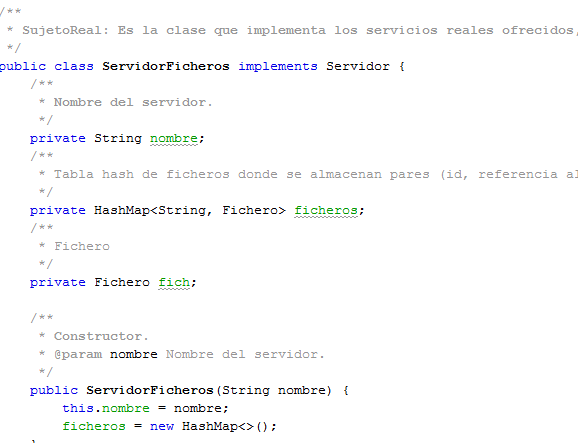 /**
 * SujetoReal: Es la clase que implementa los servicios reales ofrecidos,
 */
public class ServidorFicheros implements Servidor {
    /**
     * Nombre del servidor.
     */
    private String nombre;
    /**
     * Tabla hash de ficheros donde se almacenan pares (id, referencia al
     */
    private HashMap<String, Fichero> ficheros;
    /**
     * Fichero
     */
    private Fichero fich;

    /**
     * Constructor.
     * @param nombre Nombre del servidor.
     */
    public ServidorFicheros(String nombre) {
        this.nombre = nombre;
        ficheros = new HashMap<>();
    }